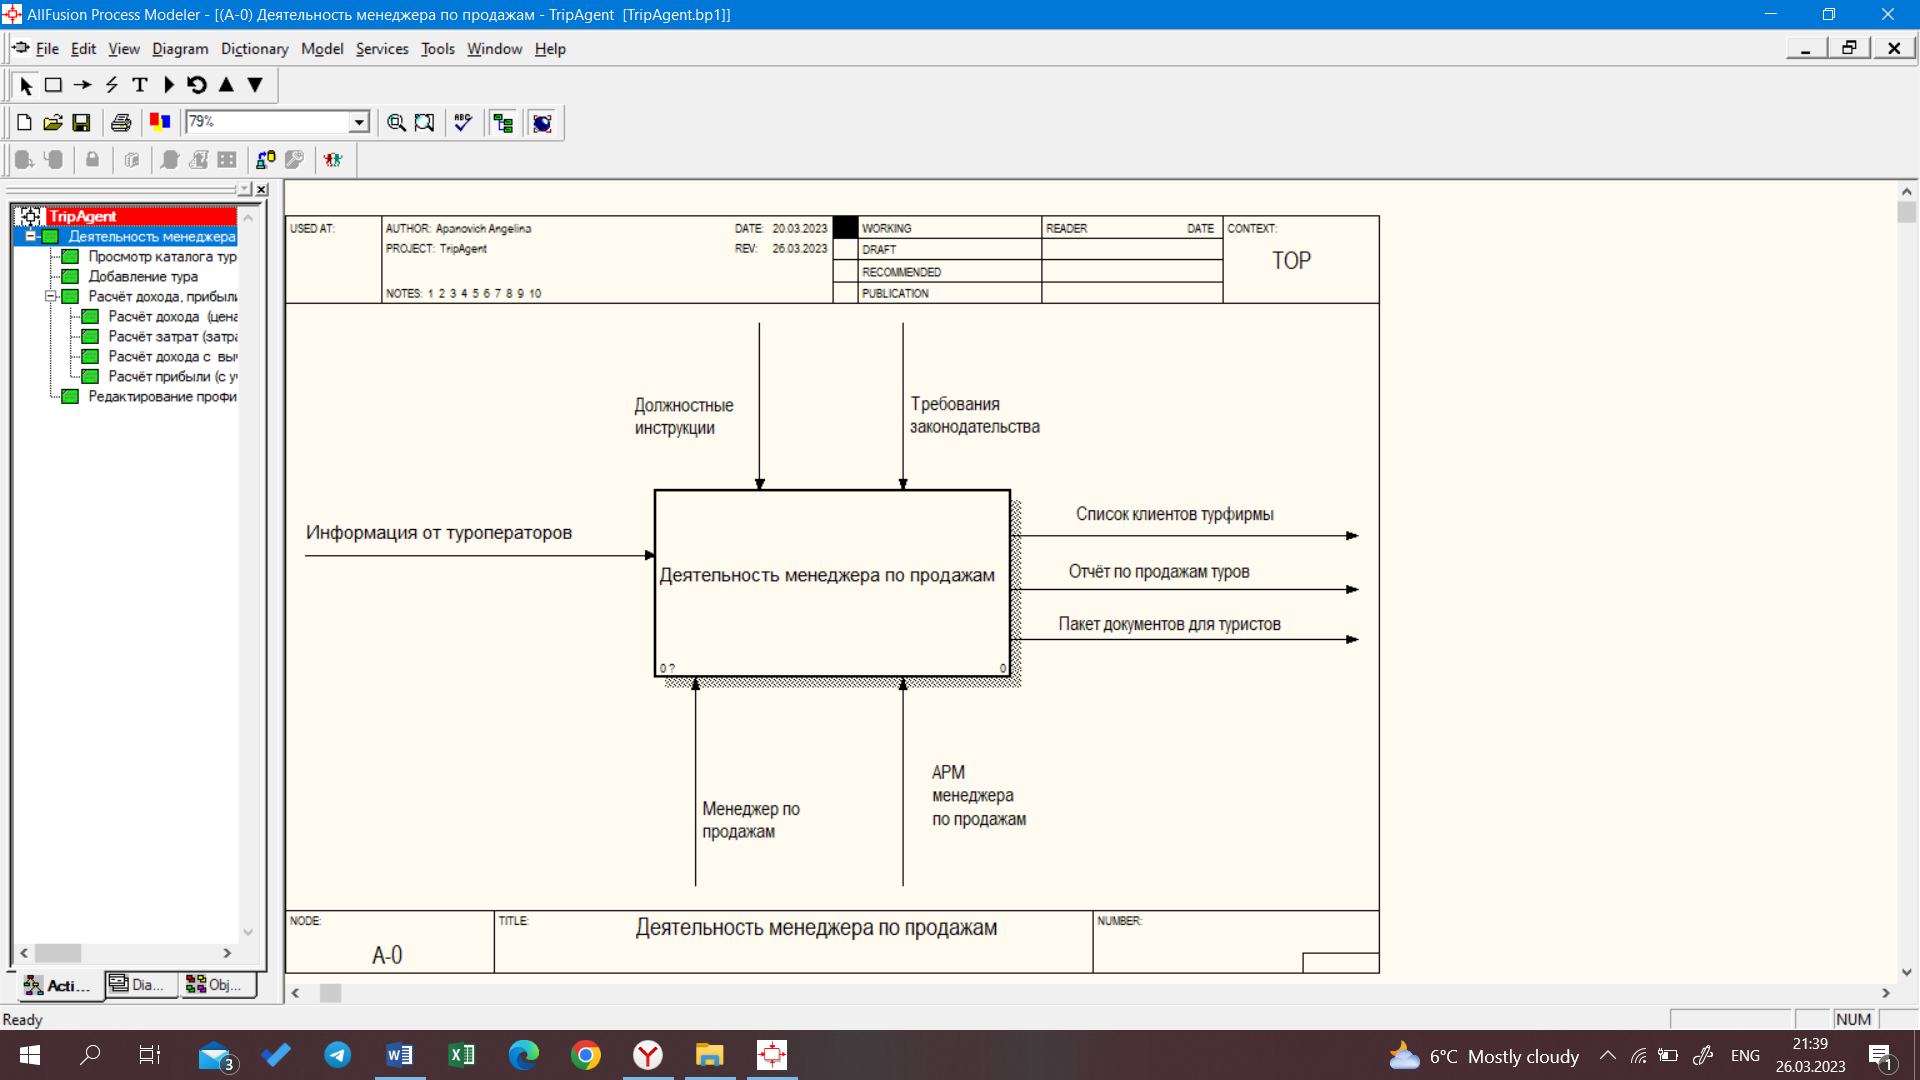 AllFusion Process Modeler - [(A-0) Деятельность менеджера по продажам - TripAgent  [TripAgent.bp1]]
File Edit View Diagram Dictionary Model Services Tools Window Help
T
79%
ABC
TripAgent
Деятельность менеджера
Просмотр каталога тур
Добавление тура
Расчёт дохода, прибыли
Расчёт дохода (цена
Расчёт затрат (затра
Расчёт дохода с выч
Расчёт прибыли (с уч
Редактирование профи
Acti...
Dia...
Obj...
USED AT:
AUTHOR: Apanovich Angelina
DATE: 20.03.2023
PROJECT: TripAgent
REV: 26.03.2023
NOTES: 1 2 3 4 5 6 7 8 9 10
WORKING
DRAFT
RECOMMENDED
PUBLICATION
READER
DATE
CONTEXT:
TOP
Должностные
инструкции
Требования
законодательства
Информация от туроператоров
Деятельность менеджера по продажам
0 ?
0
Список клиентов турфирмы
Отчёт по продажам туров
Пакет документов для туристов
Менеджер по
продажам
АРМ
менеджера
по продажам
NODE:
A-0
TITLE:
Деятельность менеджера по продажам
NUMBER:
Ready
NUM
3
6°C Mostly cloudy
ENG
21:39
26.03.2023
1